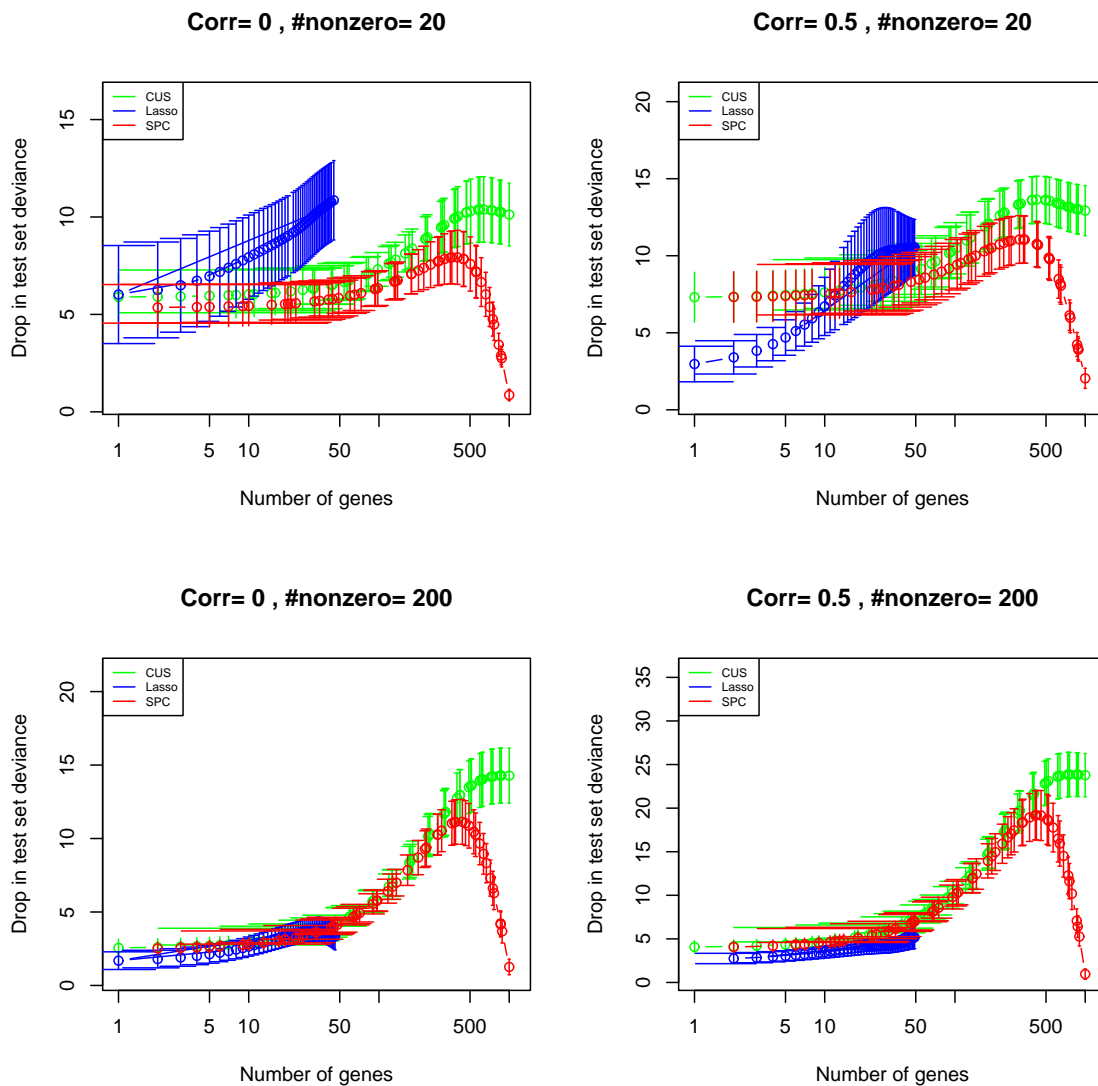 Corr= 0 , #nonzero= 20
CUS
Lasso
SPC
Drop in test set deviance
0
5
10
15
1
5
10
50
500
Number of genes
Corr= 0.5 , #nonzero= 20
CUS
Lasso
SPC
Drop in test set deviance
0
5
10
15
20
1
5
10
50
500
Number of genes
Corr= 0 , #nonzero= 200
CUS
Lasso
SPC
Drop in test set deviance
0
5
10
15
20
1
5
10
50
500
Number of genes
Corr= 0.5 , #nonzero= 200
CUS
Lasso
SPC
Drop in test set deviance
0
5
10
15
20
25
30
35
1
5
10
50
500
Number of genes